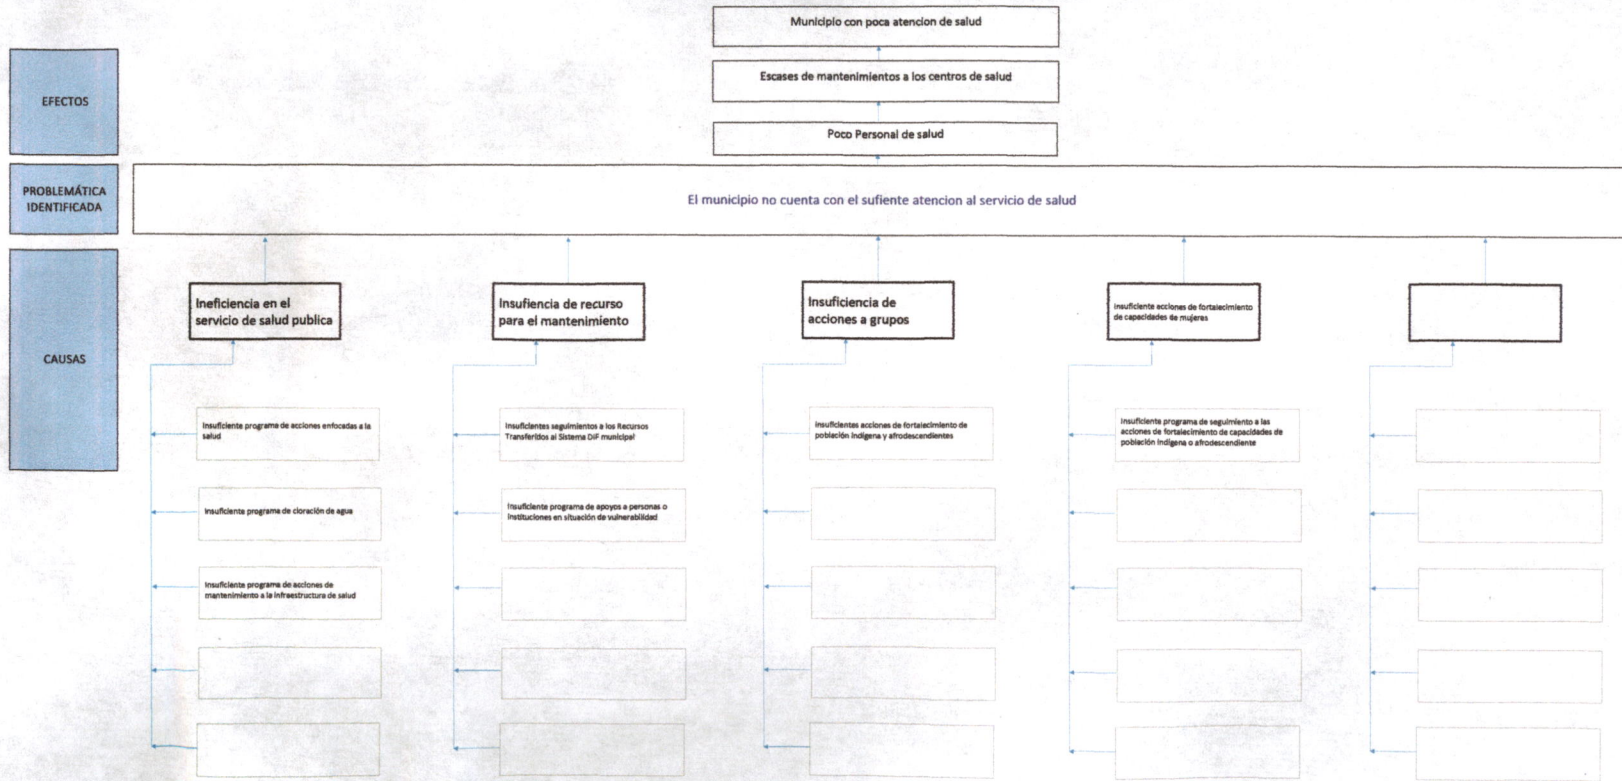 Municipio con poca atencion de salud
Escases de mantenimientos a los centros de salud
Poco Personal de salud
EFECTOS
PROBLEMÁTICA
IDENTIFICADA
El municipio no cuenta con el sufiente atencion al servicio de salud
CAUSAS
Ineficiencia en el
servicio de salud publica
Insufiencia de recurso
para el mantenimiento
Insuficiencia de
acciones a grupos
Insuficiente acciones de fortalecimiento
de capacidades de mujeres
Insuficiente programa de acciones enfocadas a la
salud
Insuficientes seguimientos a los Recursos
Transferidos al Sistema DIF municipal
Insuficientes acciones de fortalecimiento de
población indígena y afrodescendientes
Insuficiente programa de seguimiento a las
acciones de fortalecimiento de capacidades de
población indígena o afrodescendiente
Insuficiente programa de cloración de agua
Insuficiente programa de apoyos a personas o
instituciones en situación de vulnerabilidad
Insuficiente programa de acciones de
mantenimiento a la infraestructura de salud